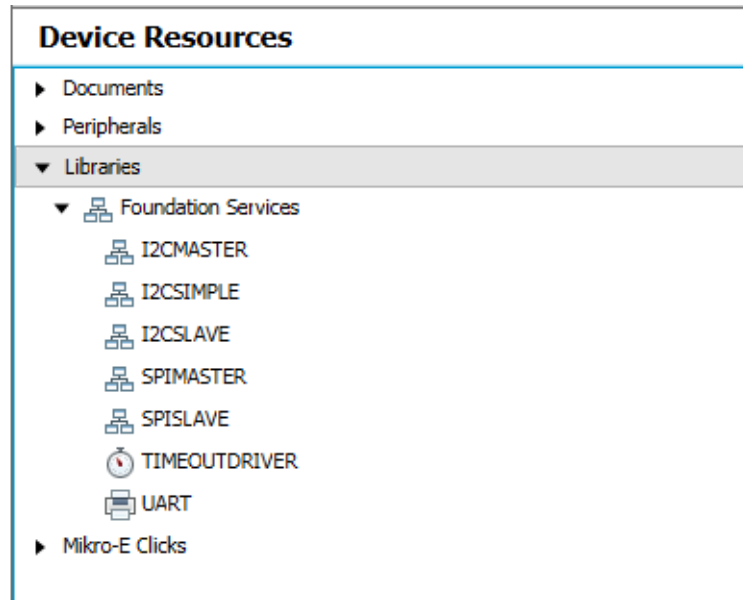 Device Resources
Documents
Peripherals
Libraries
Foundation Services
I2CMASTER
I2CSIMPLE
I2CSLAVE
SPIMASTER
SPISLAVE
TIMEOUTDRIVER
UART
Mikro-E Clicks